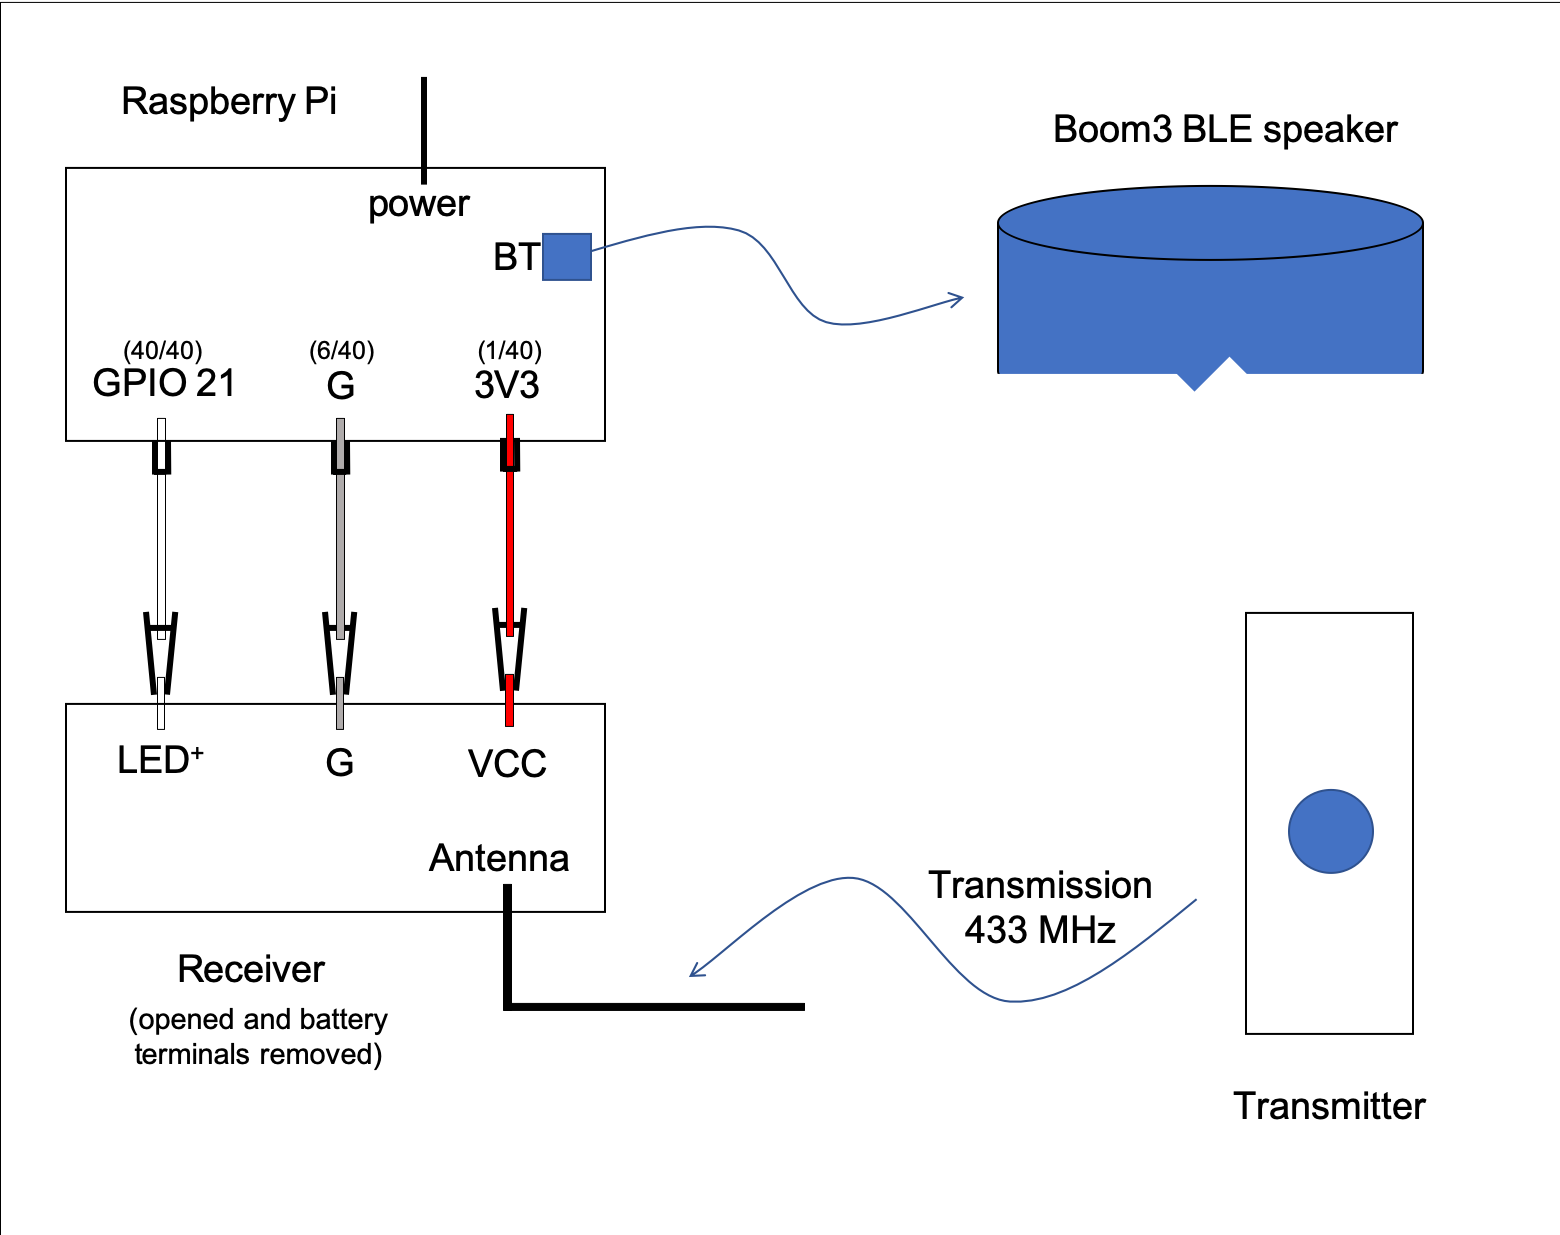 Raspberry Pi
power
BT
(40/40)
GPIO 21
(6/40)
G
(1/40)
3V3
Boom3 BLE speaker
LED+
G
VCC
Antenna
Receiver
(opened and battery
terminals removed)
Transmission
433 MHz
Transmitter